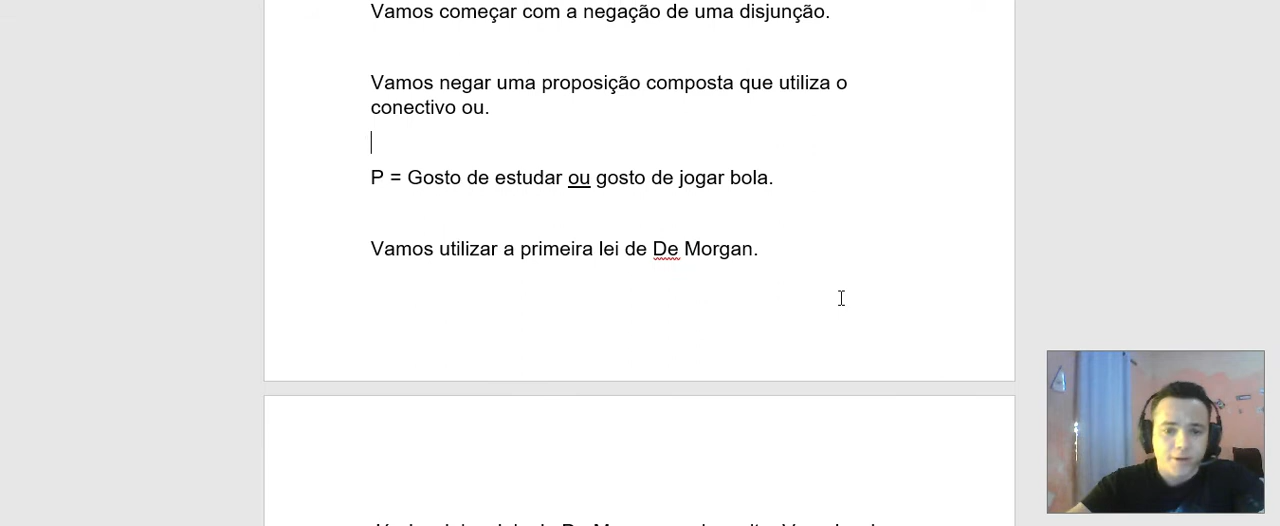 Vamos começar com a negação de uma disjunção.
Vamos negar uma proposição composta que utiliza o
conectivo ou.
P = Gosto de estudar ou gosto de jogar bola.
Vamos utilizar a primeira lei de De Morgan.